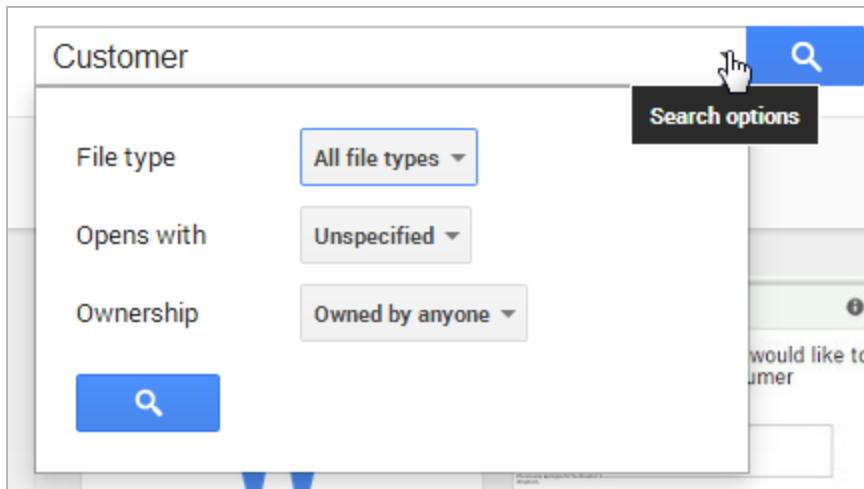 Customer
Search options
File type All file types
Opens with Unspecified
Ownership Owned by anyone
would like to
umer